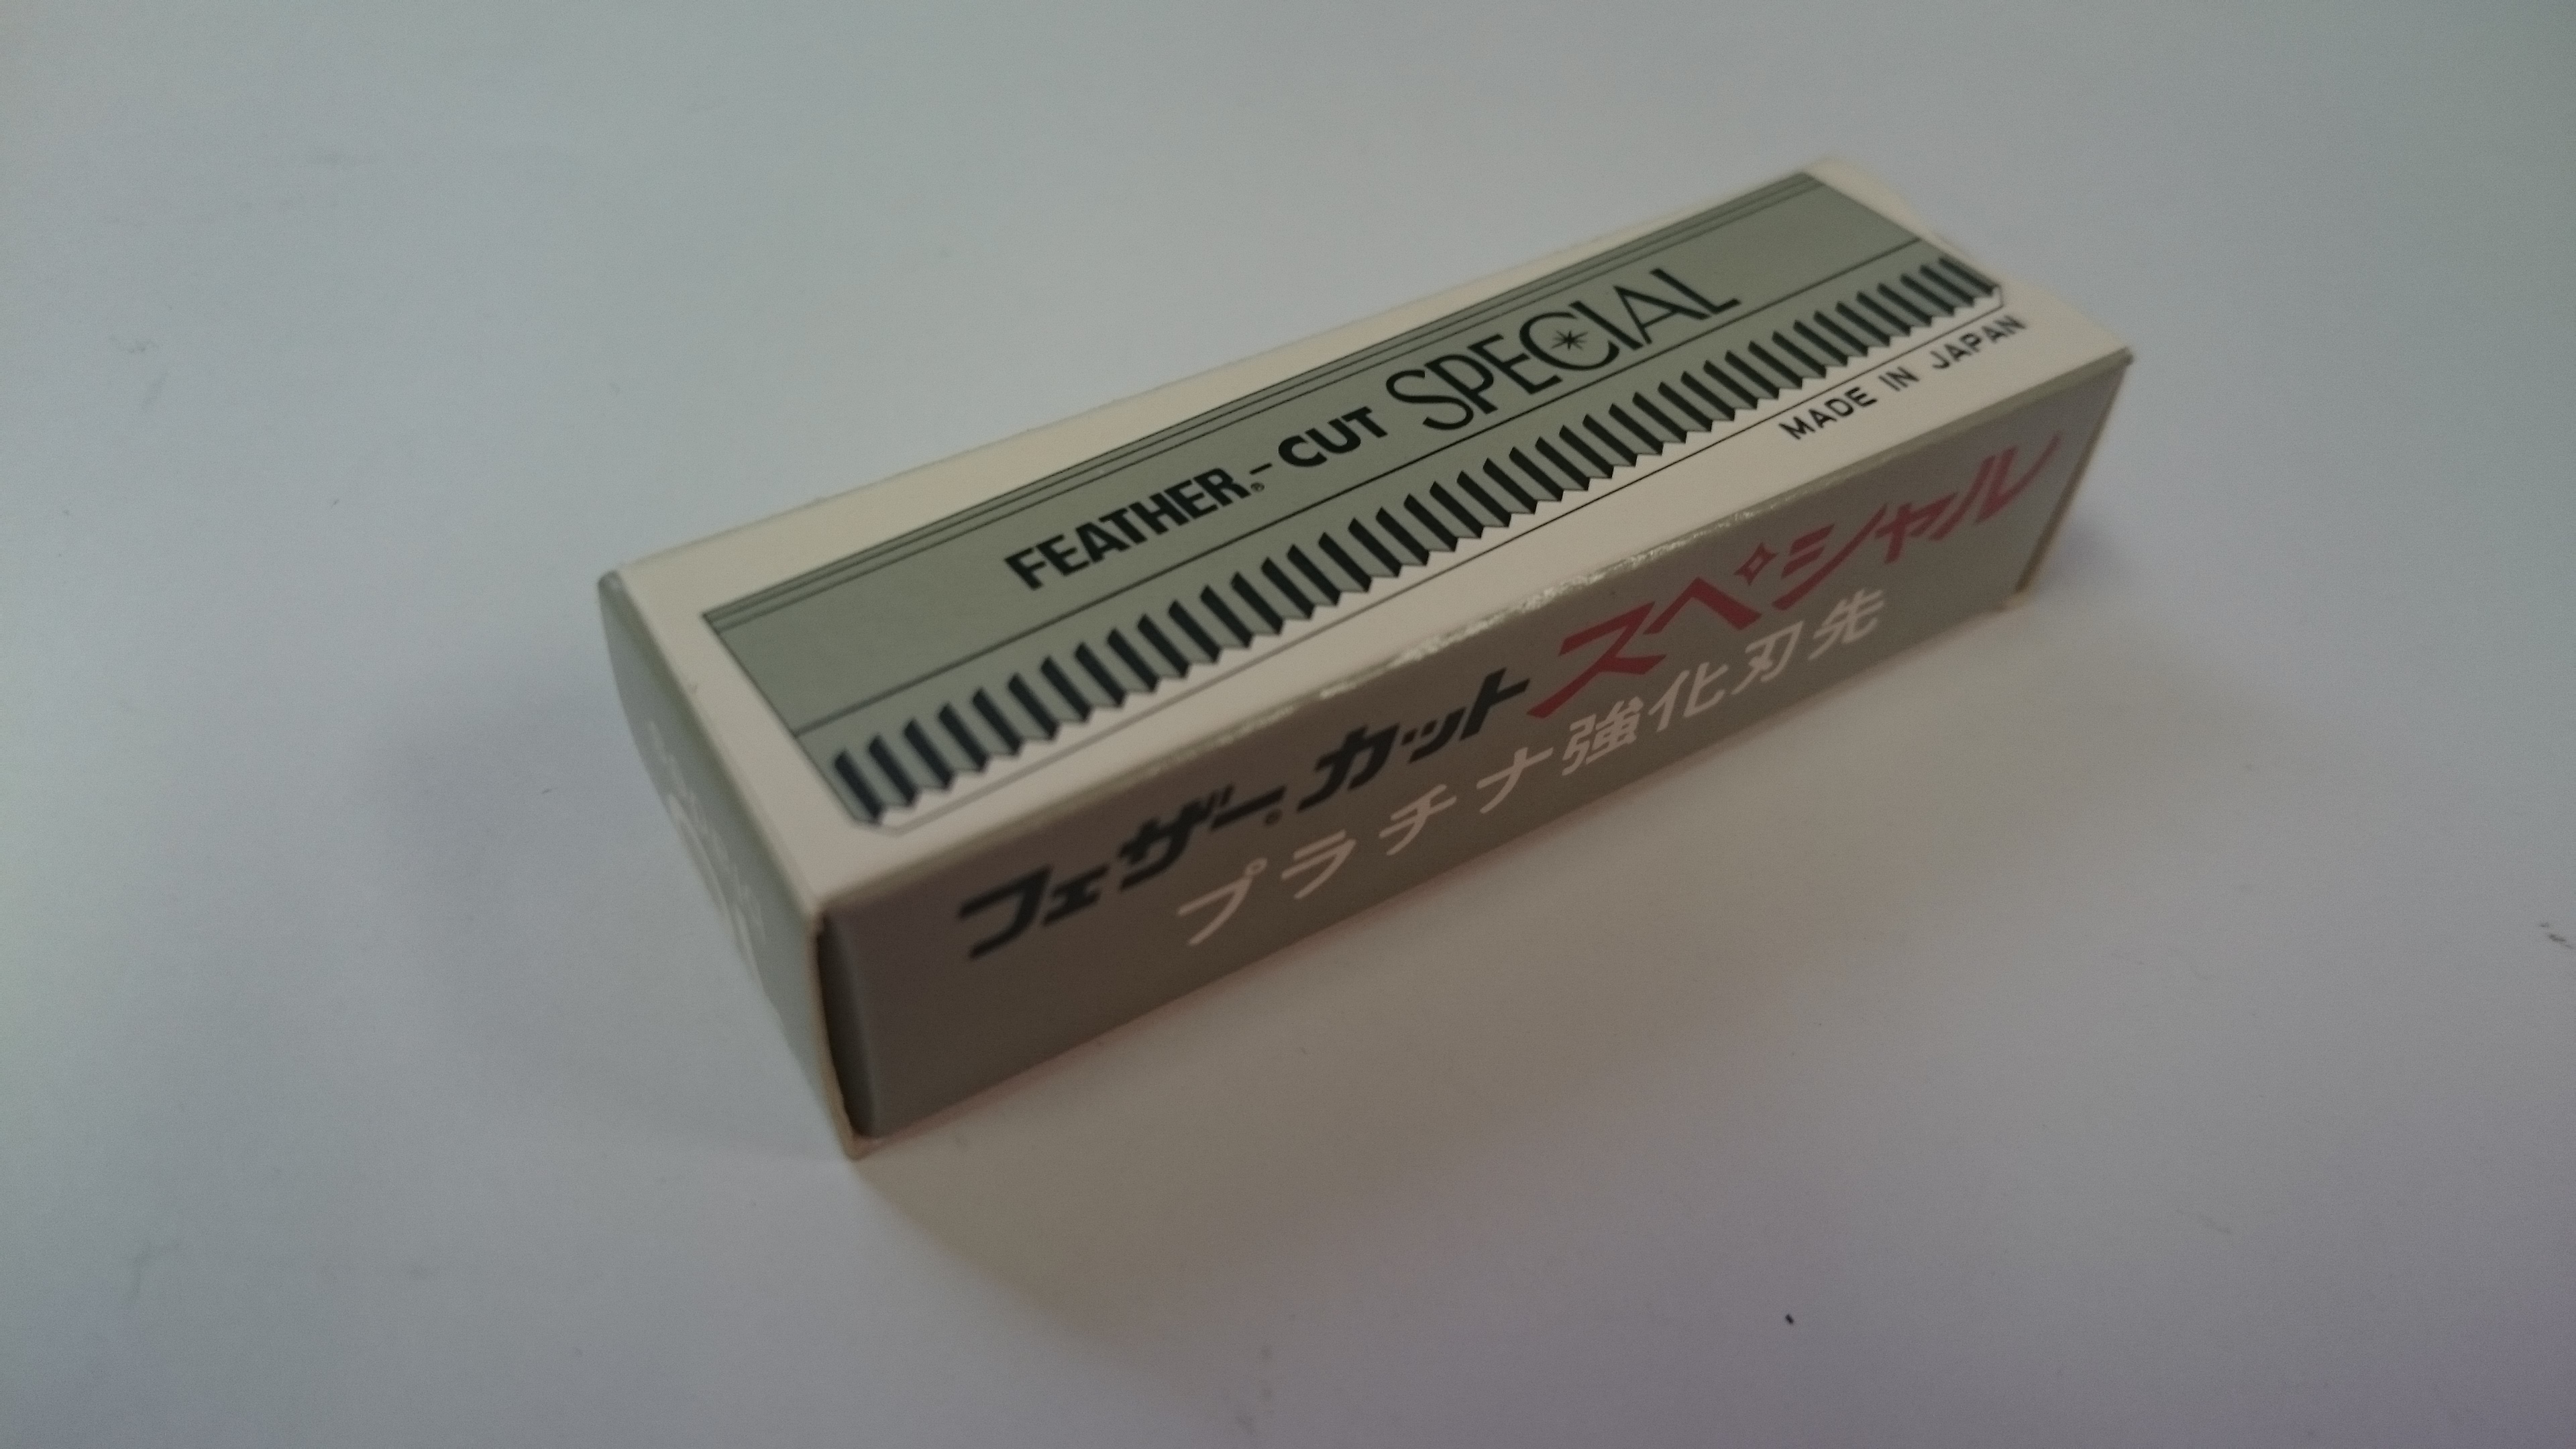 FEATHER®-CUT SPECIAL
MADE IN JAPAN
フェザー®カットスペシャル
プラチナ強化刃先